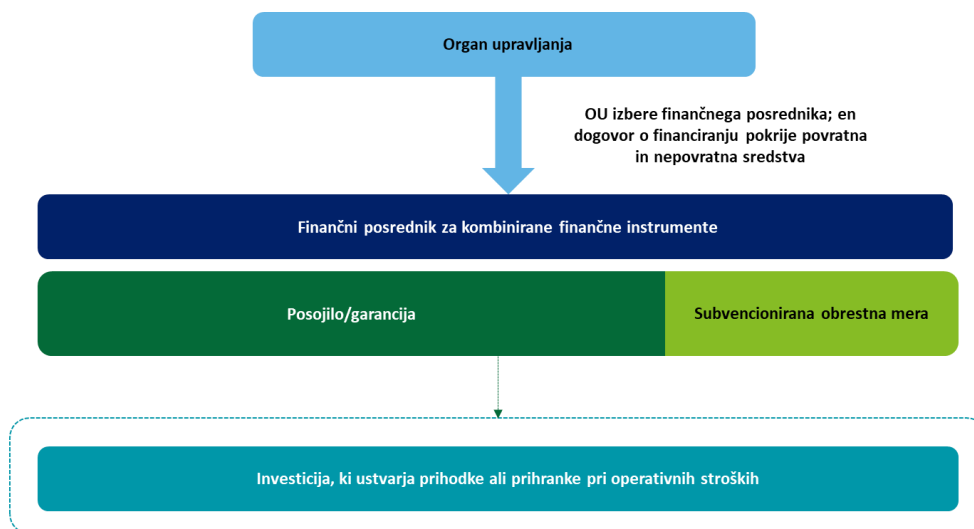 Organ upravljanja
OU izbere finančnega posrednika; en
dogovor o financiranju pokrije povratna
in nepovratna sredstva
Finančni posrednik za kombinirane finančne instrumente
Posojilo/garancija
Subvencionirana obrestna mera
Investicija, ki ustvarja prihodke ali prihranke pri operativnih stroških